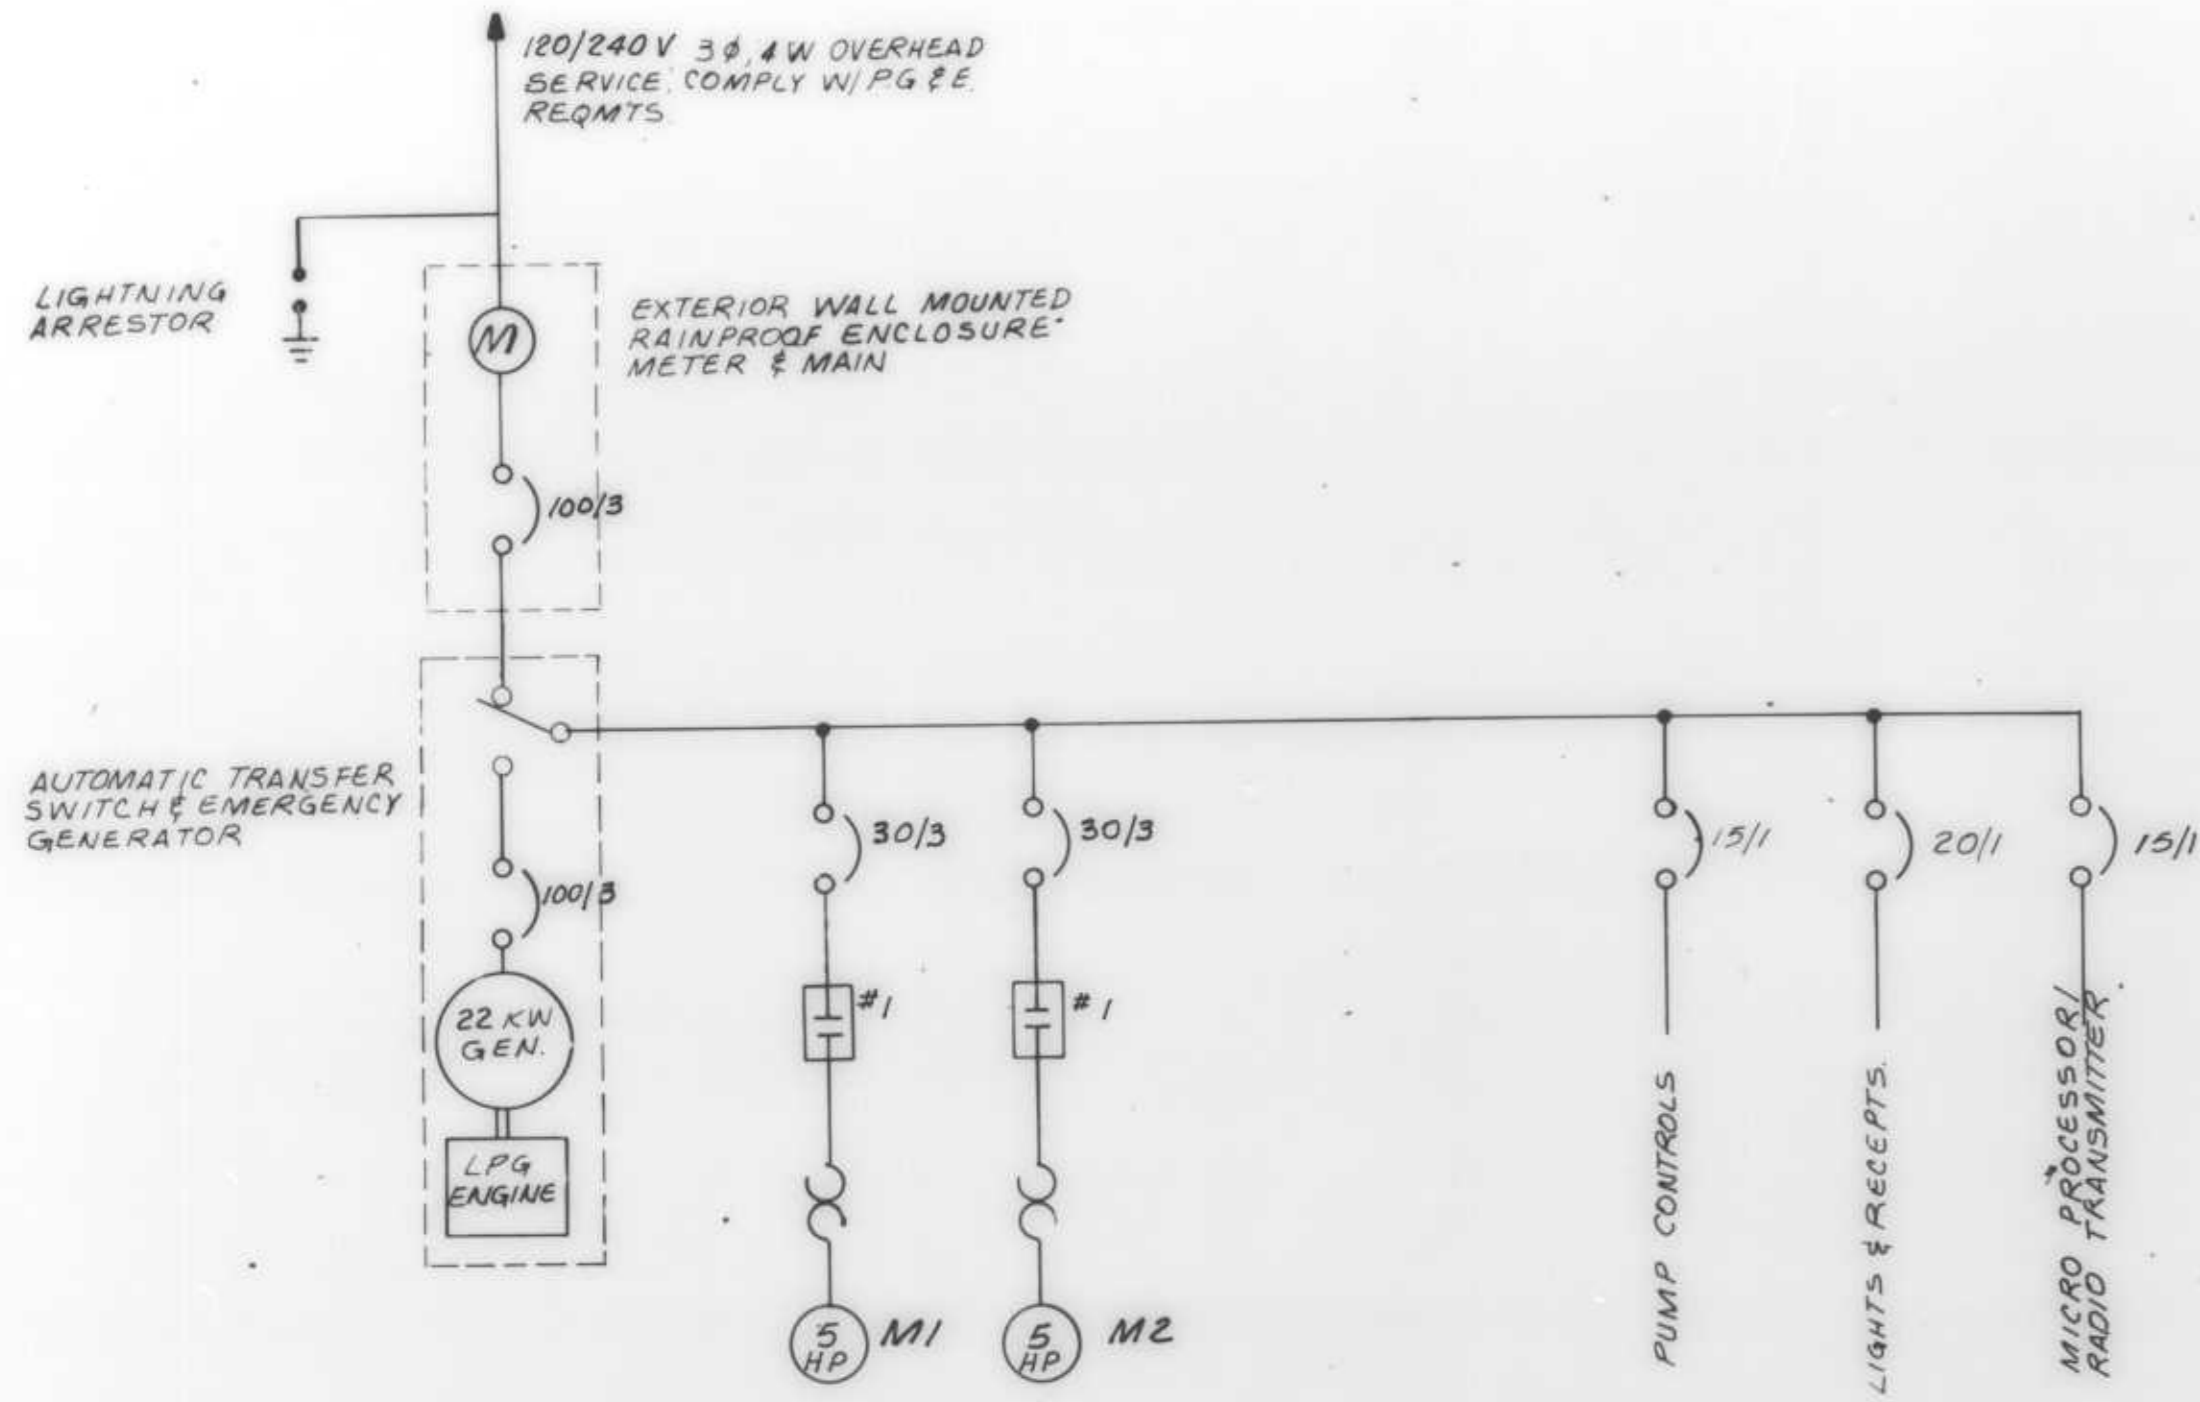 120/240V 3ϕ, 4W OVERHEAD
SERVICE. COMPLY W/ PG & E.
REQMTS.
LIGHTNING
ARRESTOR
M
EXTERIOR WALL MOUNTED
RAINPROOF ENCLOSURE-
METER & MAIN
100/3
AUTOMATIC TRANSFER
SWITCH & EMERGENCY
GENERATOR
100/3
22 KW
GEN.
LPG
ENGINE
30/3
#1
5
HP
M1
30/3
#1
5
HP
M2
15/1
PUMP CONTROLS
20/1
LIGHTS & RECEPTS.
15/1
MICRO PROCESSOR/
RADIO TRANSMITTER